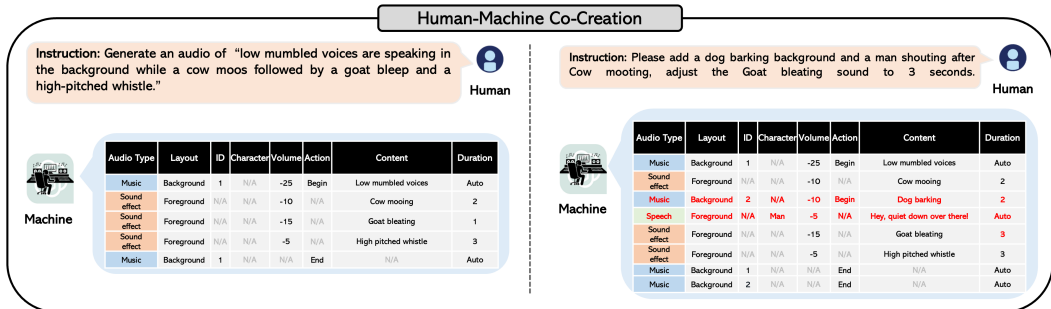 Human-Machine Co-Creation
Instruction: Generate an audio of “low mumbled voices are speaking in
the background while a cow moos followed by a goat bleep and a
high-pitched whistle.”
Human
Machine
Audio Type Layout ID Character Volume Action Content Duration
Music Background 1 N/A -25 Begin Low mumbled voices Auto
Sound effect Foreground N/A N/A -10 N/A Cow mooing 2
Sound effect Foreground N/A N/A -15 N/A Goat bleating 1
Sound effect Foreground N/A N/A -5 N/A High pitched whistle 3
Music Background 1 N/A N/A End N/A Auto
Instruction: Please add a dog barking background and a man shouting after
Cow mooting, adjust the Goat bleating sound to 3 seconds.
Human
Machine
Audio Type Layout ID Character Volume Action Content Duration
Music Background 1 N/A -25 Begin Low mumbled voices Auto
Sound effect Foreground N/A N/A -10 N/A Cow mooing 2
Music Background 2 N/A -10 Begin Dog barking 2
Speech Foreground N/A Man -5 N/A Hey, quiet down over there! Auto
Sound effect Foreground N/A N/A -15 N/A Goat bleating 3
Sound effect Foreground N/A N/A -5 N/A High pitched whistle 3
Music Background 1 N/A N/A End N/A Auto
Music Background 2 N/A N/A End N/A Auto